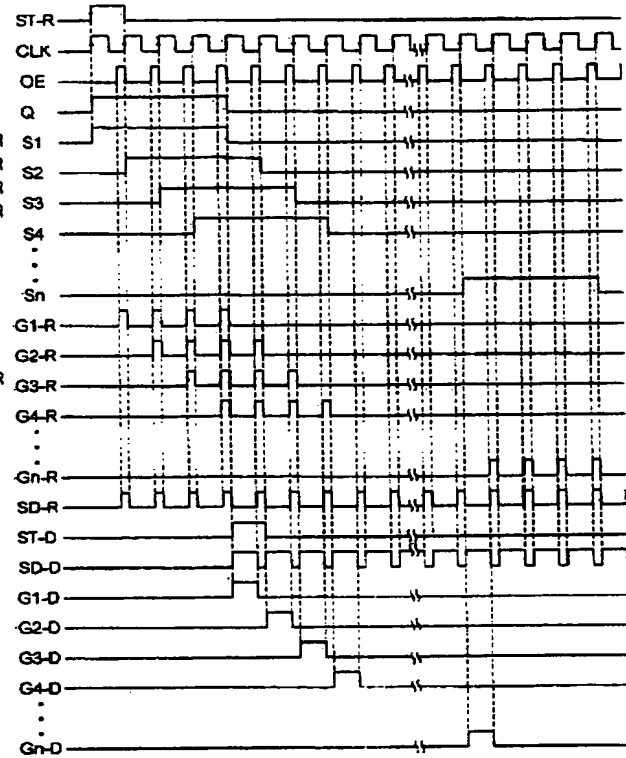 ST-R
CLK
OE
Q
S1
S2
S3
S4
Sn
G1-R
G2-R
G3-R
G4-R
Gn-R
SD-R
ST-D
SD-D
G1-D
G2-D
G3-D
G4-D
Gn-D